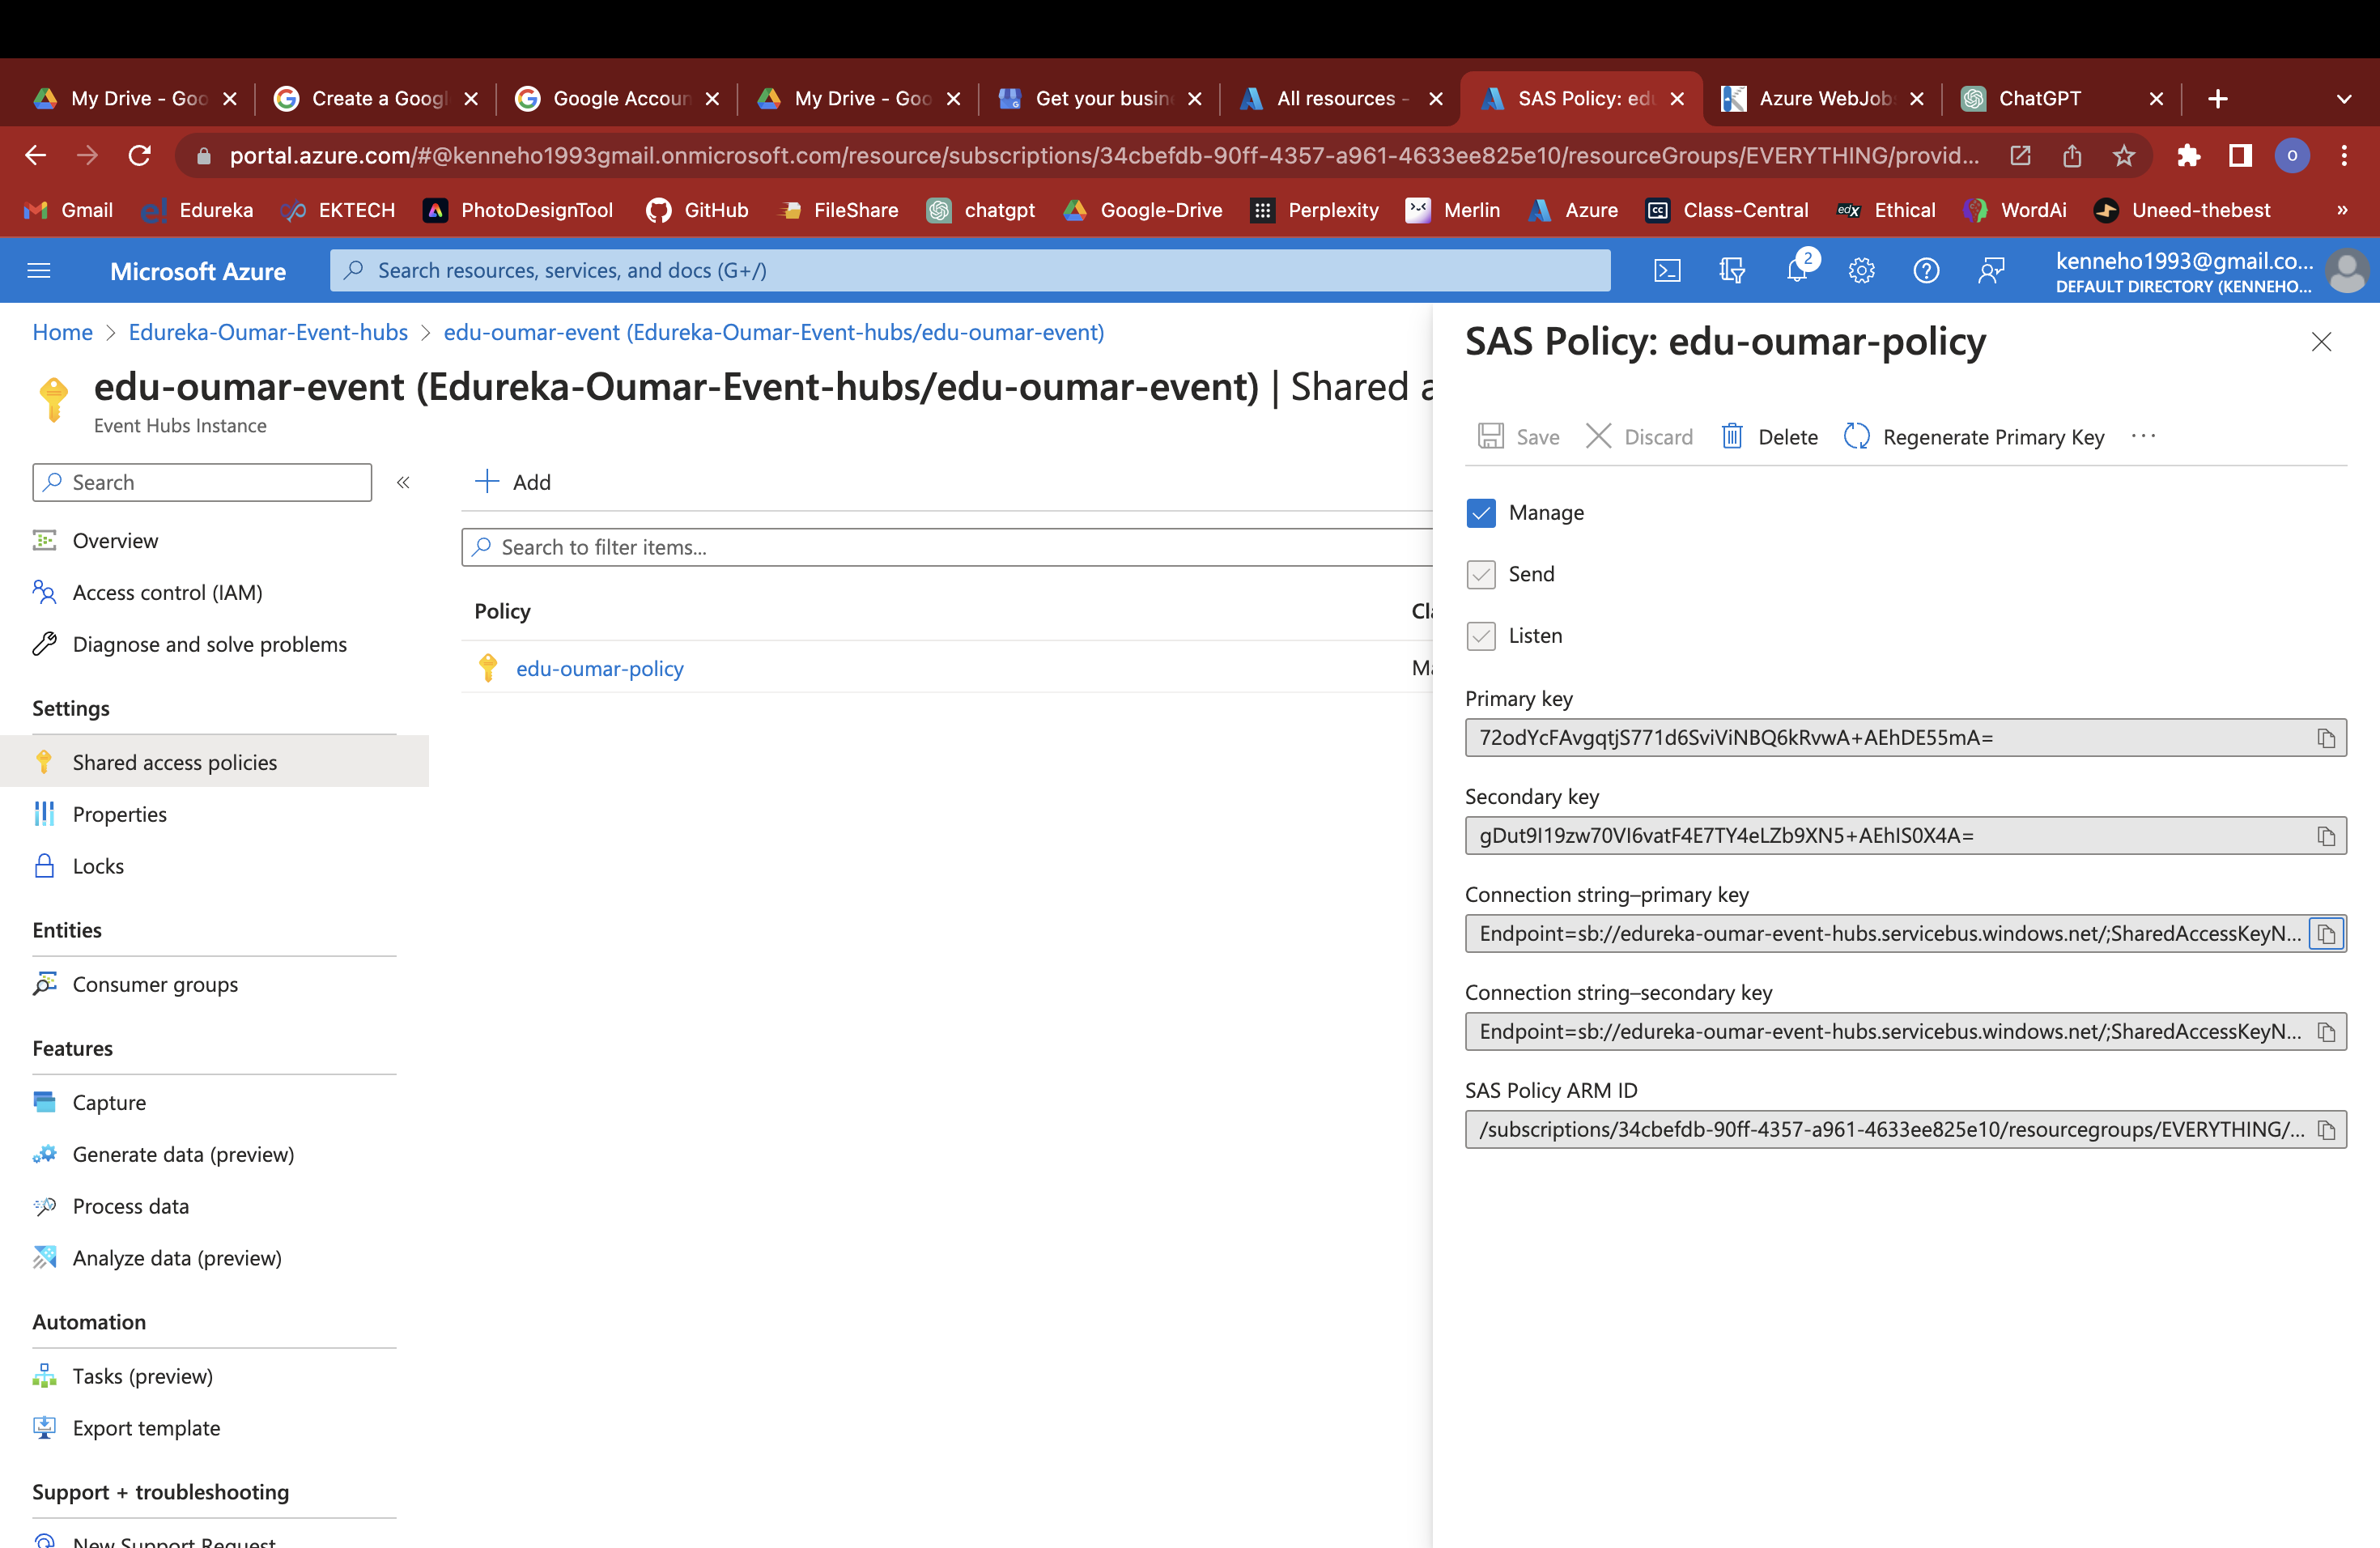 My Drive - Goo
Create a Googl
Google Accoun
My Drive - Goo
Get your busin
All resources -
SAS Policy: edu
Azure WebJob
ChatGPT
portal.azure.com/#@kenneho1993gmail.onmicrosoft.com/resource/subscriptions/34cbefdb-90ff-4357-a961-4633ee825e10/resourceGroups/EVERYTHING/provid...
O
Gmail
Edureka
EKTECH
PhotoDesignTool
GitHub
FileShare
chatgpt
Google-Drive
Perplexity
Merlin
Azure
Class-Central
Ethical
WordAi
Uneed-thebest
»
Microsoft Azure
Search resources, services, and docs (G+/)
2
kenneho1993@gmail.co...
DEFAULT DIRECTORY (KENNEHO...
Home > Edureka-Oumar-Event-hubs > edu-oumar-event (Edureka-Oumar-Event-hubs/edu-oumar-event)
edu-oumar-event (Edureka-Oumar-Event-hubs/edu-oumar-event) | Shared a
Event Hubs Instance
Search
«
Overview
Access control (IAM)
Diagnose and solve problems
Settings
Shared access policies
Properties
Locks
Entities
Consumer groups
Features
Capture
Generate data (preview)
Process data
Analyze data (preview)
Automation
Tasks (preview)
Export template
Support + troubleshooting
New Support Request
Add
Search to filter items...
Policy
Cla
edu-oumar-policy
Ma
SAS Policy: edu-oumar-policy
Save
Discard
Delete
Regenerate Primary Key
...
Manage
Send
Listen
Primary key
72odYcFAvgqtjS771d6SviViNBQ6kRvwA+AEhDE55mA=
Secondary key
gDut9I19zw70VI6vatF4E7TY4eLZb9XN5+AEhIS0X4A=
Connection string–primary key
Endpoint=sb://edureka-oumar-event-hubs.servicebus.windows.net/;SharedAccessKeyN...
Connection string–secondary key
Endpoint=sb://edureka-oumar-event-hubs.servicebus.windows.net/;SharedAccessKeyN...
SAS Policy ARM ID
/subscriptions/34cbefdb-90ff-4357-a961-4633ee825e10/resourcegroups/EVERYTHING/...